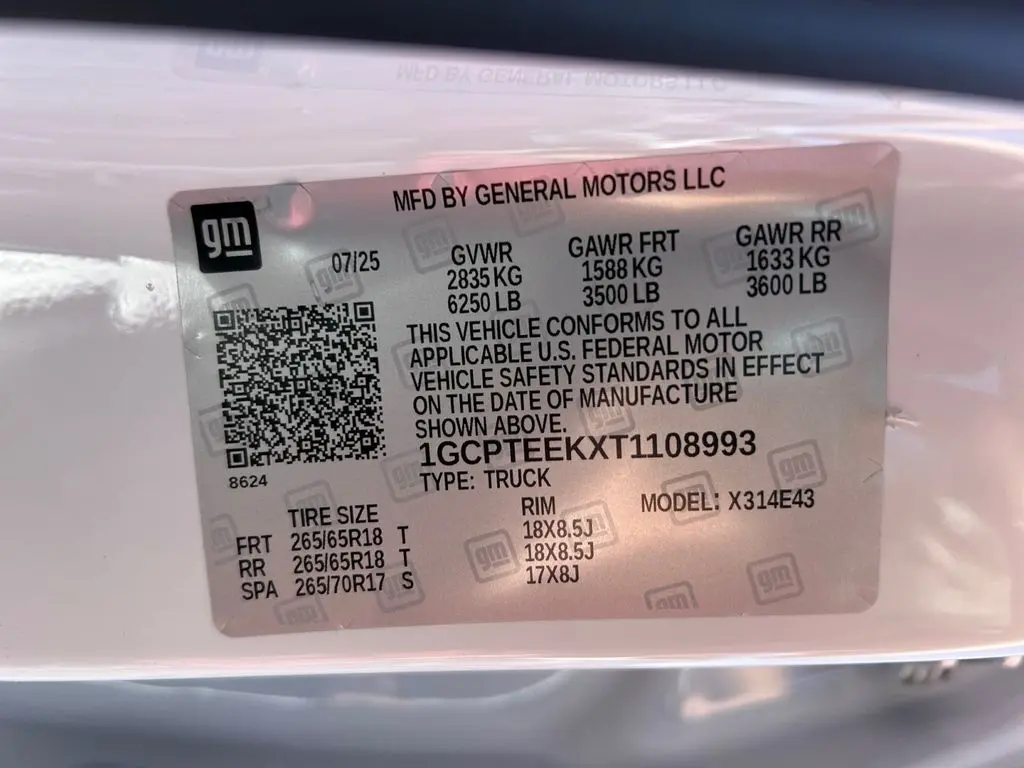 MFD BY GENERAL MOTORS LLC
gm
07/25
GVWR
2835 KG
6250 LB
GAWR FRT
1588 KG
3500 LB
GAWR RR
1633 KG
3600 LB
THIS VEHICLE CONFORMS TO ALL
APPLICABLE U.S. FEDERAL MOTOR
VEHICLE SAFETY STANDARDS IN EFFECT
ON THE DATE OF MANUFACTURE
SHOWN ABOVE.
1GCPTEEKXT1108993
8624
TYPE: TRUCK
MODEL: X314E43
TIRE SIZE RIM
FRT 265/65R18 T 18X8.5J
RR 265/65R18 T 18X8.5J
SPA 265/70R17 S 17X8J